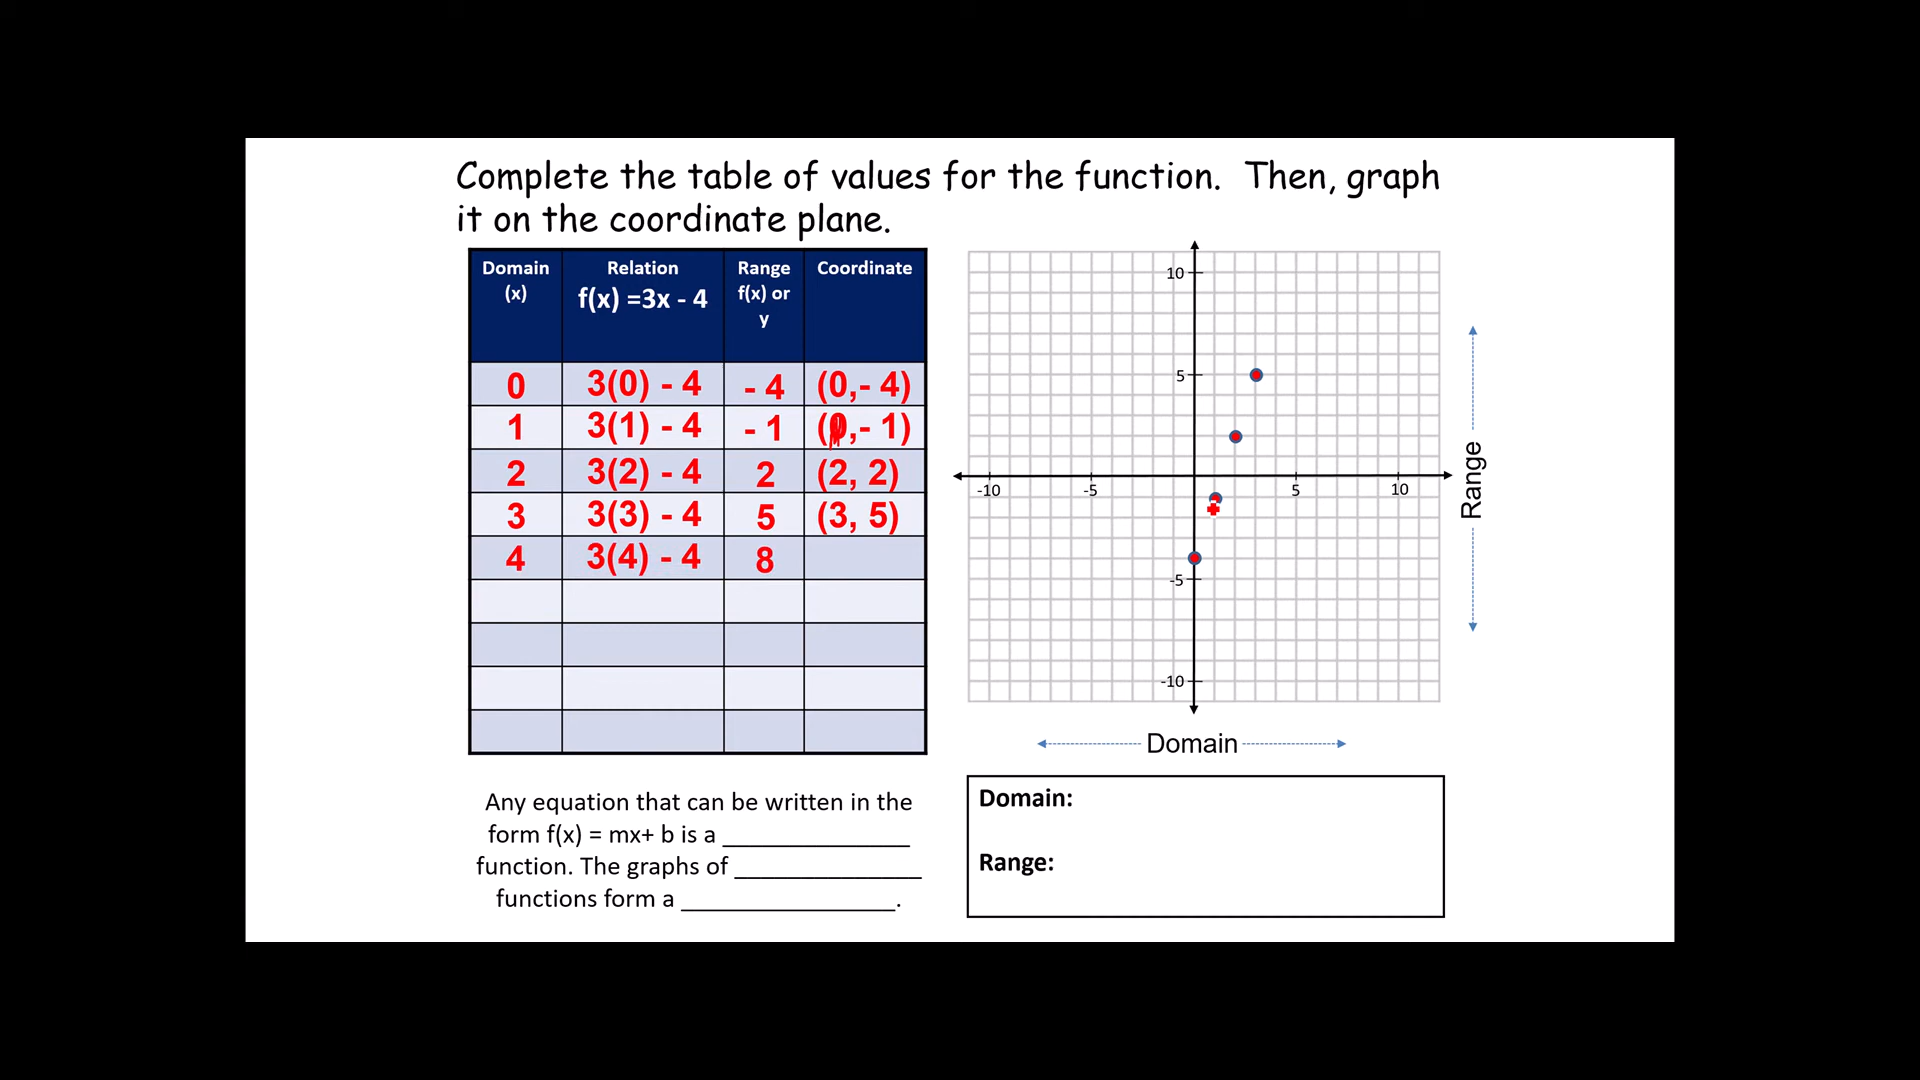 Complete the table of values for the function. Then, graph
it on the coordinate plane.
Domain (x) Relation f(x) =3x - 4 Range f(x) or y Coordinate
0 3(0) - 4 - 4 (0,- 4)
1 3(1) - 4 - 1 ( ,- 1)
2 3(2) - 4 2 (2, 2)
3 3(3) - 4 5 (3, 5)
4 3(4) - 4 8
10
5
-10 -5 5 10
-5
-10
Range
Domain
Any equation that can be written in the
form f(x) = mx+ b is a _______________
function. The graphs of _______________
functions form a _________________.
Domain:
Range: